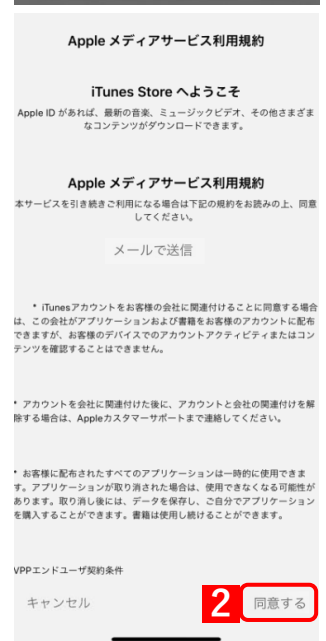 Apple メディアサービス利用規約
iTunes Store へようこそ
Apple ID があれば、最新の音楽、ミュージックビデオ、その他さまざま
なコンテンツがダウンロードできます。
Apple メディアサービス利用規約
本サービスを引き続きご利用になる場合は下記の規約をお読みの上、同意
してください。
メールで送信
* iTunesアカウントをお客様の会社に関連付けることに同意する場合
は、この会社がアプリケーションおよび書籍をお客様のアカウントに配布
できますが、お客様のデバイスでのアカウントアクティビティまたはコン
テンツを確認することはできません。
* アカウントを会社に関連付けた後に、アカウントと会社の関連付けを解
除する場合は、Appleカスタマーサポートまで連絡してください。
* お客様に配布されたすべてのアプリケーションは一時的に使用できま
す。アプリケーションが取り消された場合は、使用できなくなる可能性が
あります。取り消し後には、データを保存し、ご自分でアプリケーション
を購入することができます。書籍は使用し続けることができます。
VPPエンドユーザ契約条件
キャンセル 2 同意する